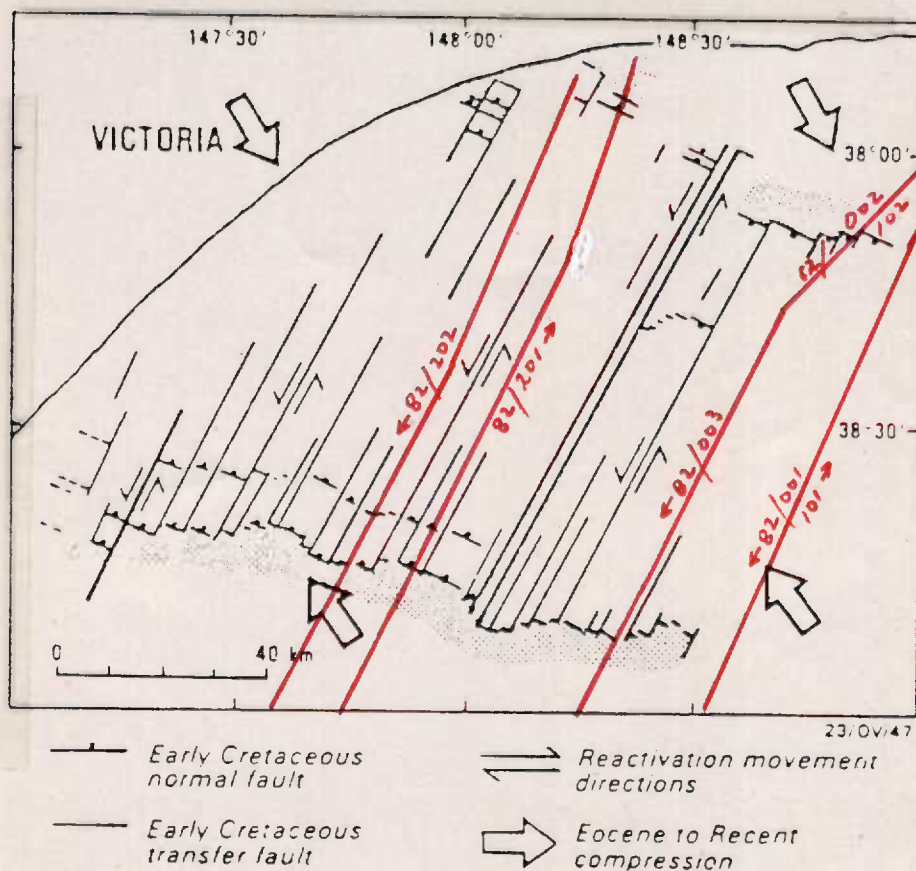 147°30' 148°00' 148°30'
VICTORIA
38°00'
12/002
102
←82/202
82/201→
38°30'
←82/003
←82/001
101→
0 40 km
23/OV/47
Early Cretaceous
normal fault
Reactivation movement
directions
Early Cretaceous
transfer fault
Eocene to Recent
compression